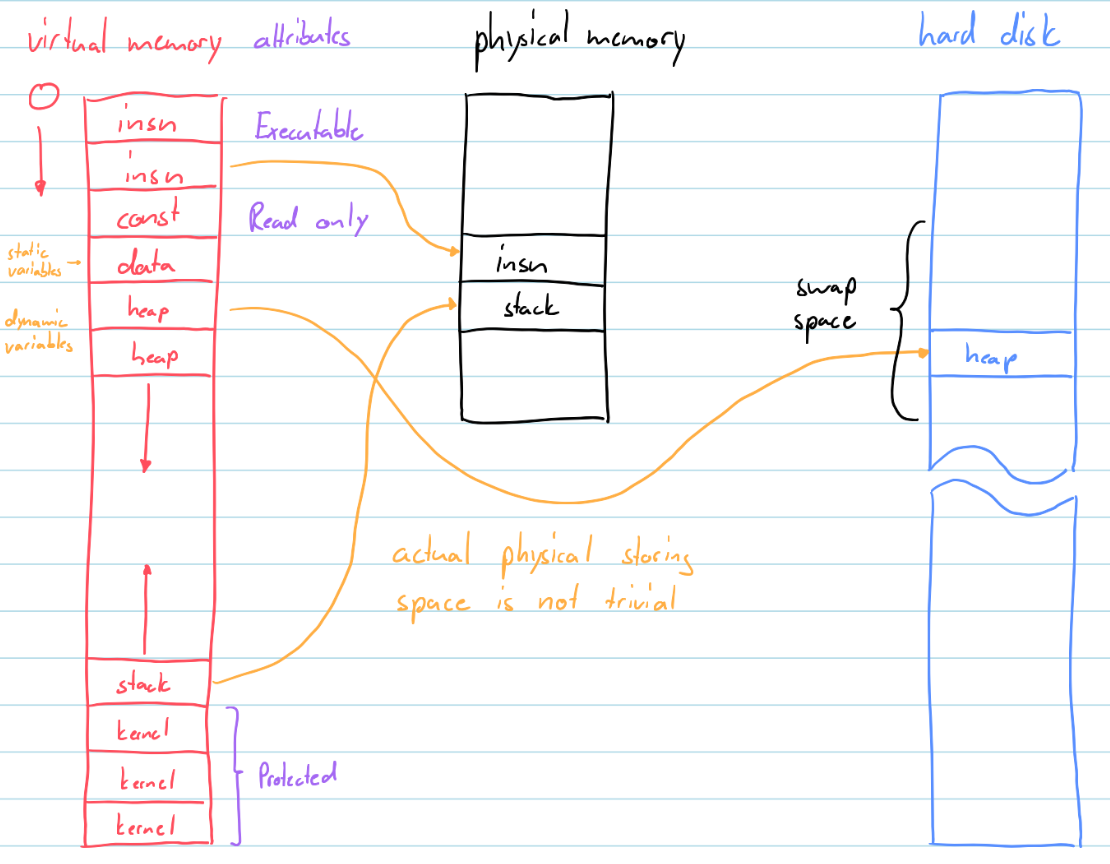 virtual memory
attributes
physical memory
hard disk
0
insn
Executable
insn
const
Read only
static
variables
data
insn
heap
stack
swap
space
dynamic
variables
heap
heap
actual physical storing
space is not trivial
stack
kernel
kernel
Protected
kernel